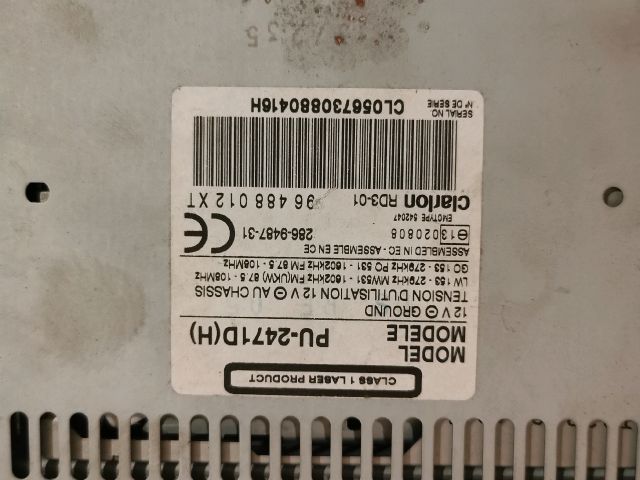 CLASS 1 LASER PRODUCT
MODEL
MODELE PU-2471D(H)
12 V ⊖ GROUND
TENSION D'UTILISATION 12 V ⊖ AU CHASSIS
LW 153 - 279kHz MW531 - 1602kHz FM(UKW) 87.5 - 108MHz
GO 153 - 279kHz PO 531 - 1602kHz FM 87.5 - 108MHz
ASSEMBLED IN EC - ASSEMBLE EN CE
e13 020808 286-9487-31 CE
EMOTYPE 542047
Clarion RD3-01 96 488 012 XT
SERIAL NO.
N° DE SERIE CL056730880416H